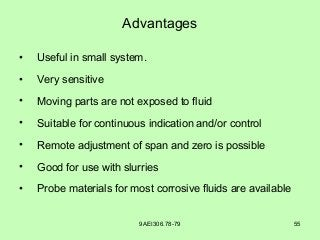 Advantages
• Useful in small system.
• Very sensitive
• Moving parts are not exposed to fluid
• Suitable for continuous indication and/or control
• Remote adjustment of span and zero is possible
• Good for use with slurries
• Probe materials for most corrosive fluids are available
9AEI306.78-79 55